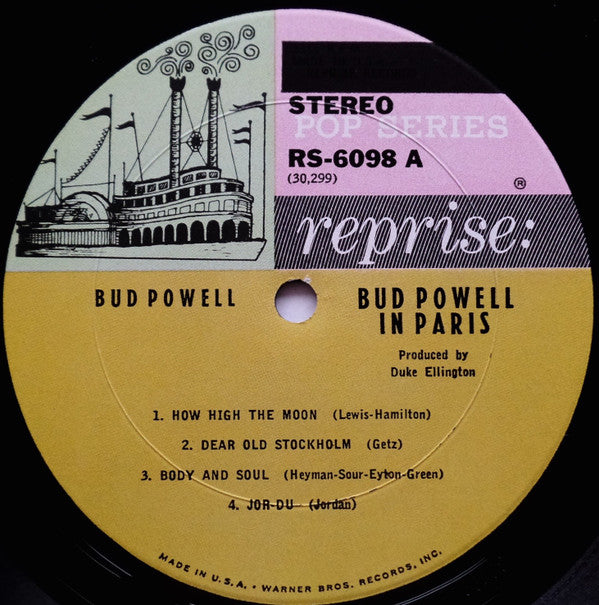 STEREO
POP SERIES
RS-6098 A
(30,299)
®
reprise:
BUD POWELL
BUD POWELL
IN PARIS
Produced by
Duke Ellington
1. HOW HIGH THE MOON (Lewis-Hamilton)
2. DEAR OLD STOCKHOLM (Getz)
3. BODY AND SOUL (Heyman-Sour-Eyton-Green)
4. JOR-DU (Jordan)
MADE IN U.S.A. • WARNER BROS. RECORDS, INC.